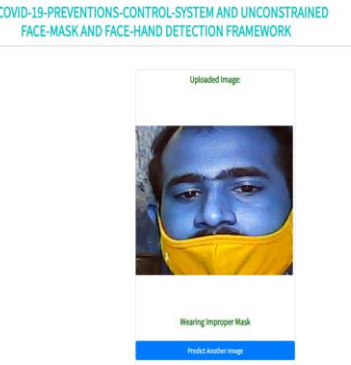 COVID-19-PREVENTIONS-CONTROL-SYSTEM AND UNCONSTRAINED
FACE-MASK AND FACE-HAND DETECTION FRAMEWORK
Uploaded Image:
Wearing Improper Mask
Predict Another Image